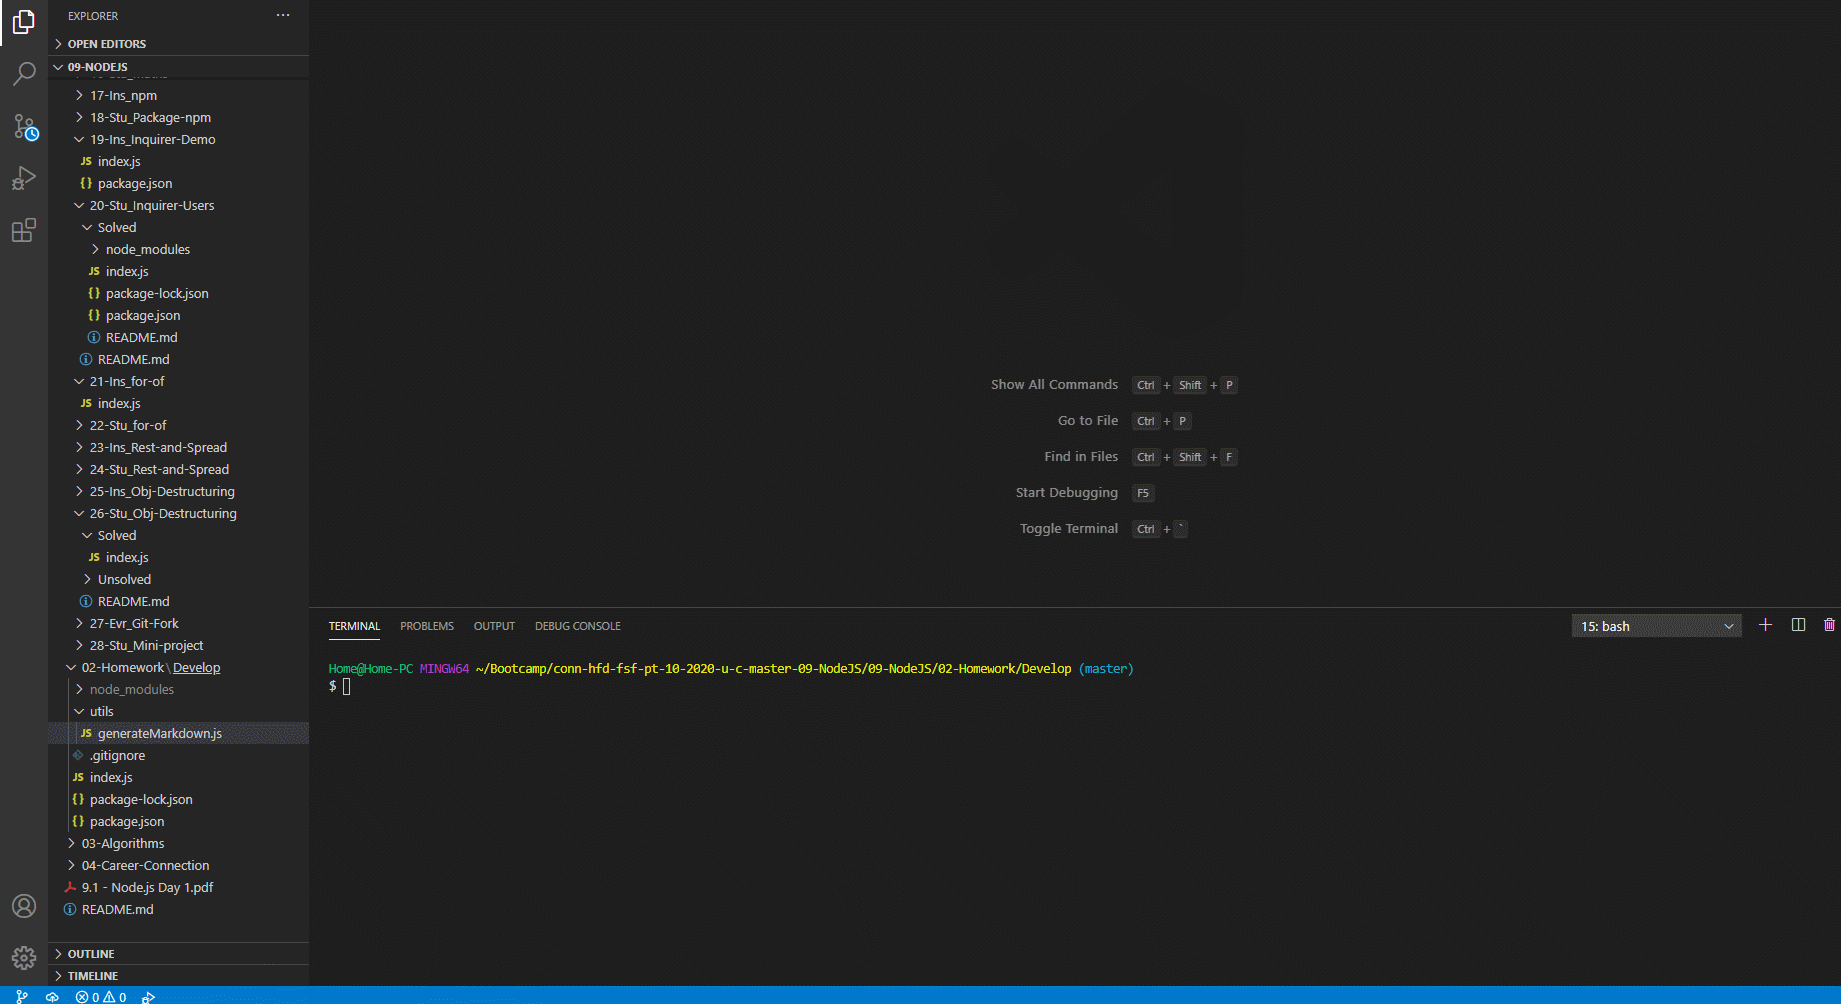 EXPLORER
OPEN EDITORS
09-NODEJS
17-Ins_npm
18-Stu_Package-npm
19-Ins_Inquirer-Demo
JS index.js
{} package.json
20-Stu_Inquirer-Users
Solved
node_modules
JS index.js
{} package-lock.json
{} package.json
README.md
README.md
21-Ins_for-of
JS index.js
22-Stu_for-of
23-Ins_Rest-and-Spread
24-Stu_Rest-and-Spread
25-Ins_Obj-Destructuring
26-Stu_Obj-Destructuring
Solved
JS index.js
Unsolved
README.md
27-Evr_Git-Fork
28-Stu_Mini-project
02-Homework\Develop
node_modules
utils
JS generateMarkdown.js
.gitignore
JS index.js
{} package-lock.json
{} package.json
03-Algorithms
04-Career-Connection
9.1 - Node.js Day 1.pdf
README.md
OUTLINE
TIMELINE
0 0
Show All Commands Ctrl + Shift + P
Go to File Ctrl + P
Find in Files Ctrl + Shift + F
Start Debugging F5
Toggle Terminal Ctrl + `
TERMINAL PROBLEMS OUTPUT DEBUG CONSOLE 15: bash
Home@Home-PC MINGW64 ~/Bootcamp/conn-hfd-fsf-pt-10-2020-u-c-master-09-NodeJS/09-NodeJS/02-Homework/Develop (master)
$